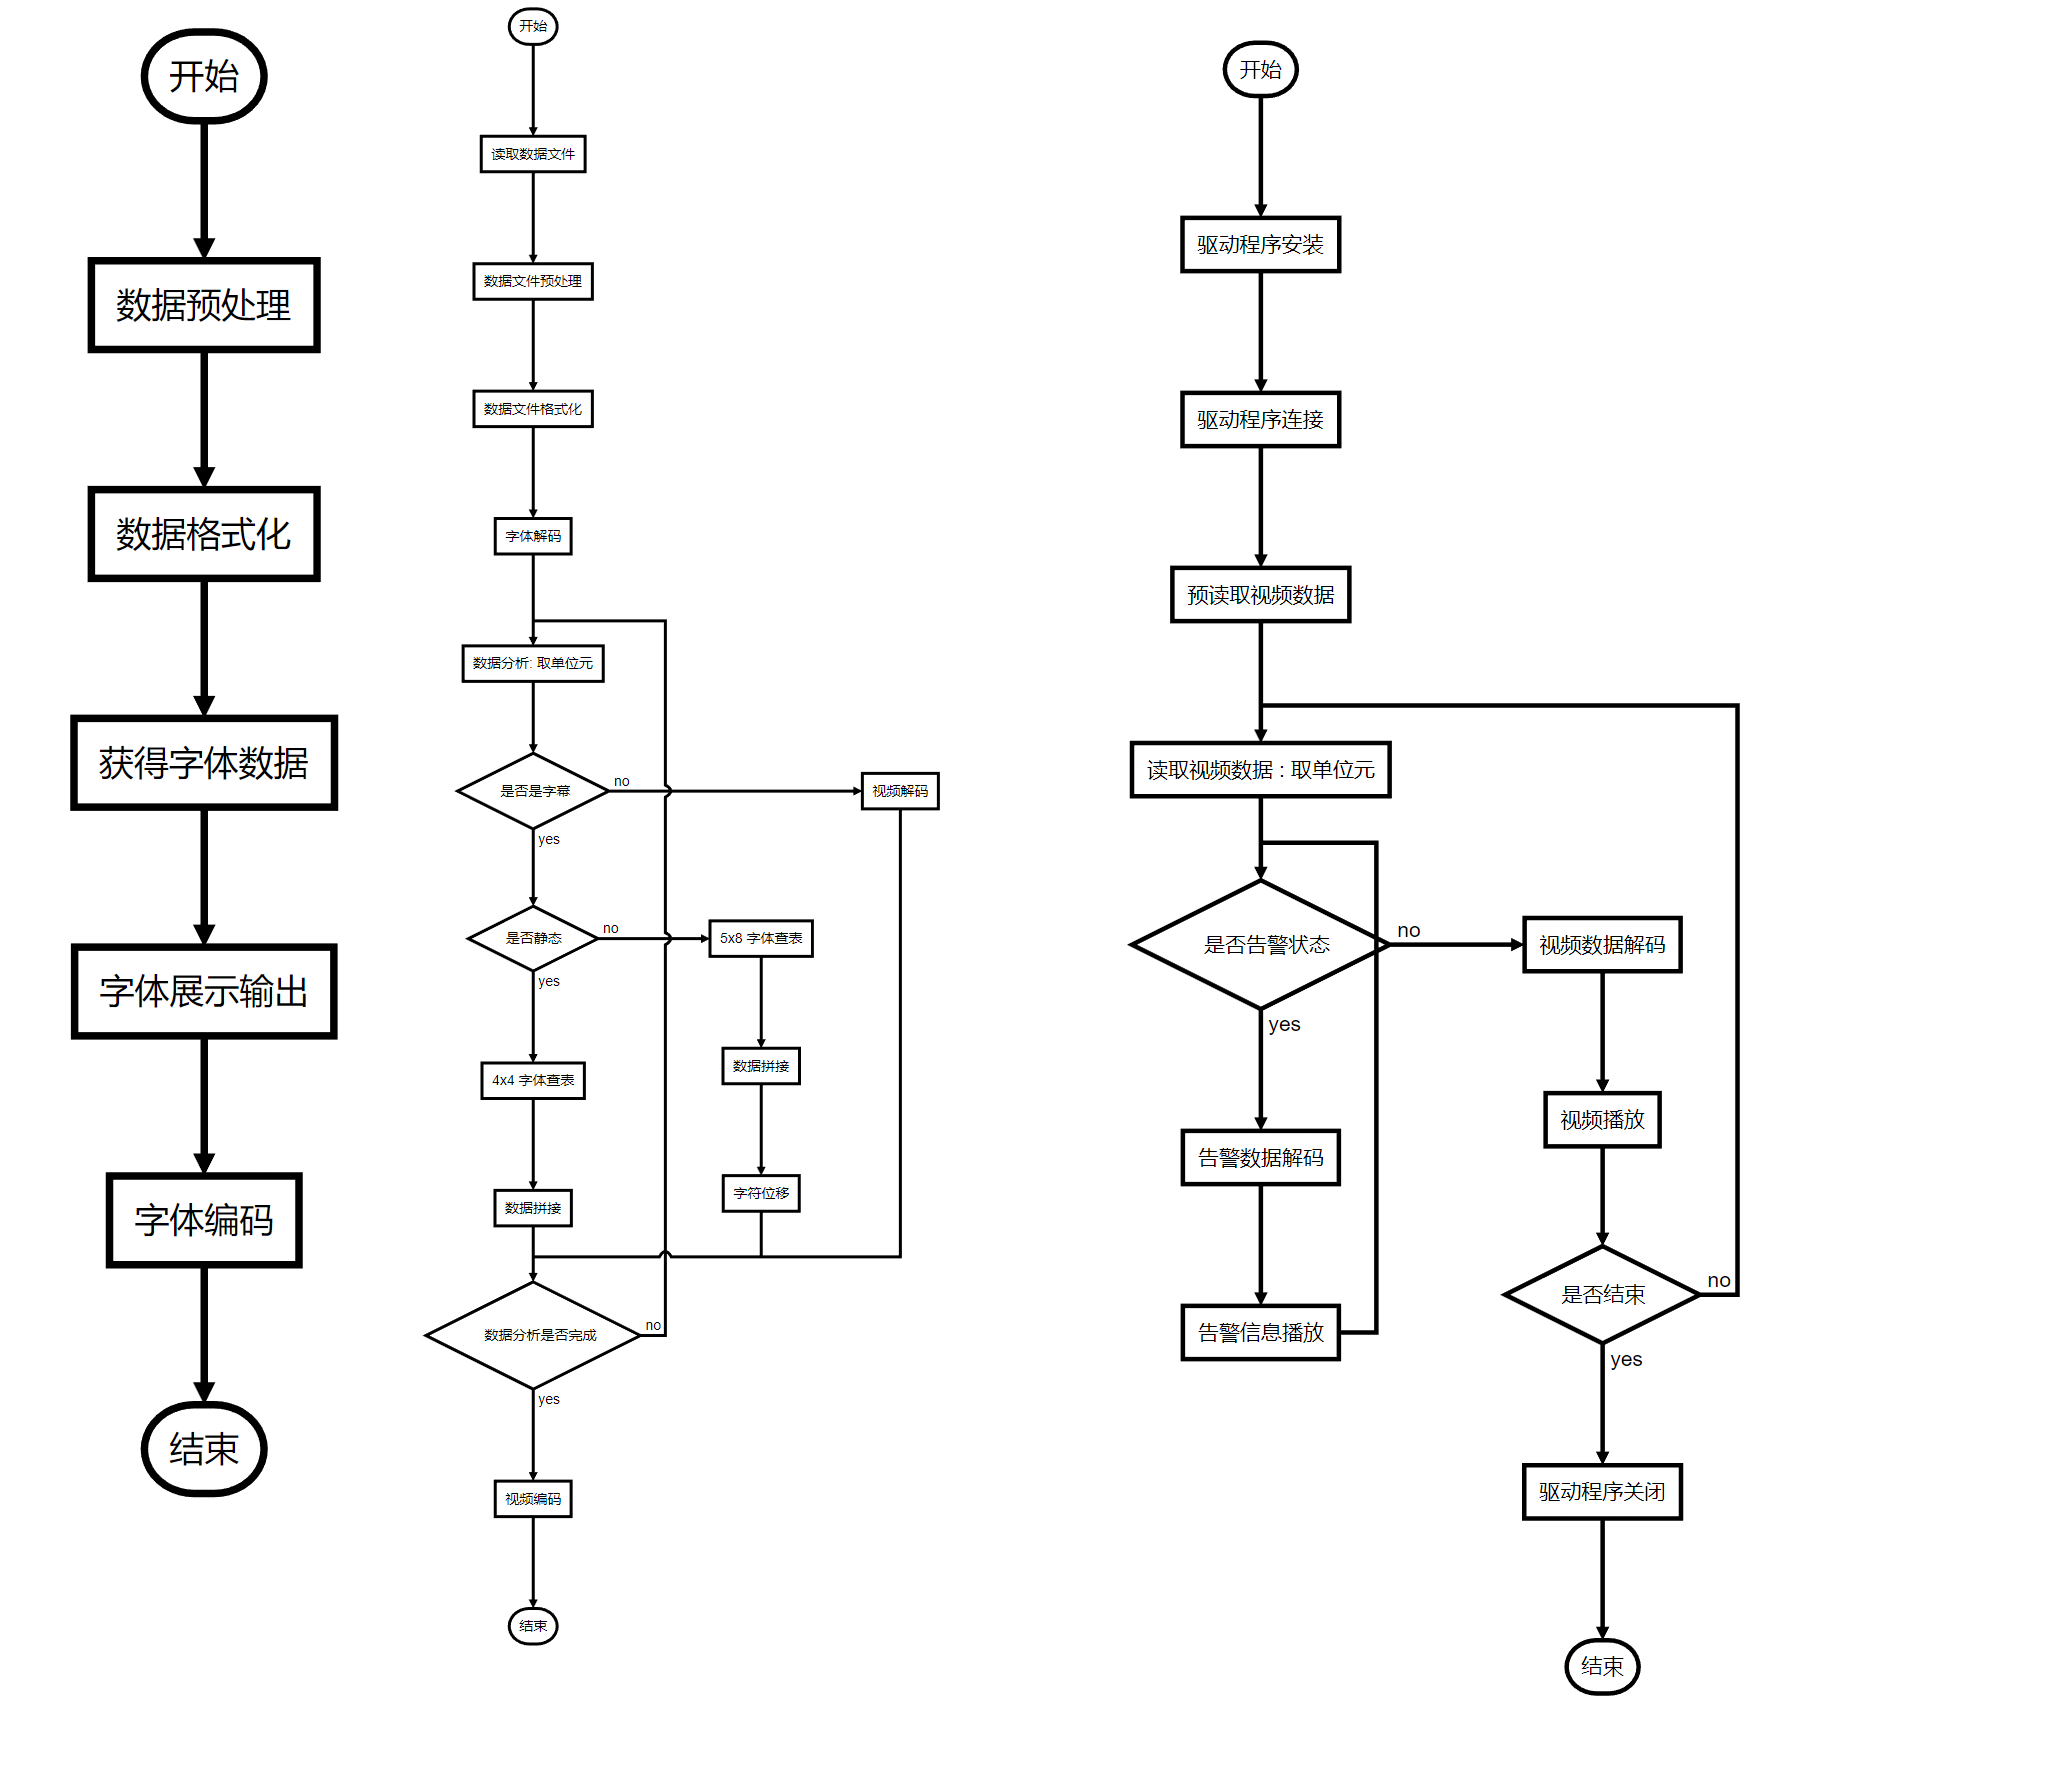 开始
数据预处理
数据格式化
获得字体数据
字体展示输出
字体编码
结束
开始
读取数据文件
数据文件预处理
数据文件格式化
字体解码
数据分析: 取单位元
是否是字幕
no
视频解码
yes
是否静态
no
5x8 字体查表
yes
数据拼接
4x4 字体查表
字符位移
数据拼接
数据分析是否完成
no
yes
视频编码
结束
开始
驱动程序安装
驱动程序连接
预读取视频数据
读取视频数据 : 取单位元
是否告警状态
no
视频数据解码
yes
视频播放
告警数据解码
是否结束
no
告警信息播放
yes
驱动程序关闭
结束